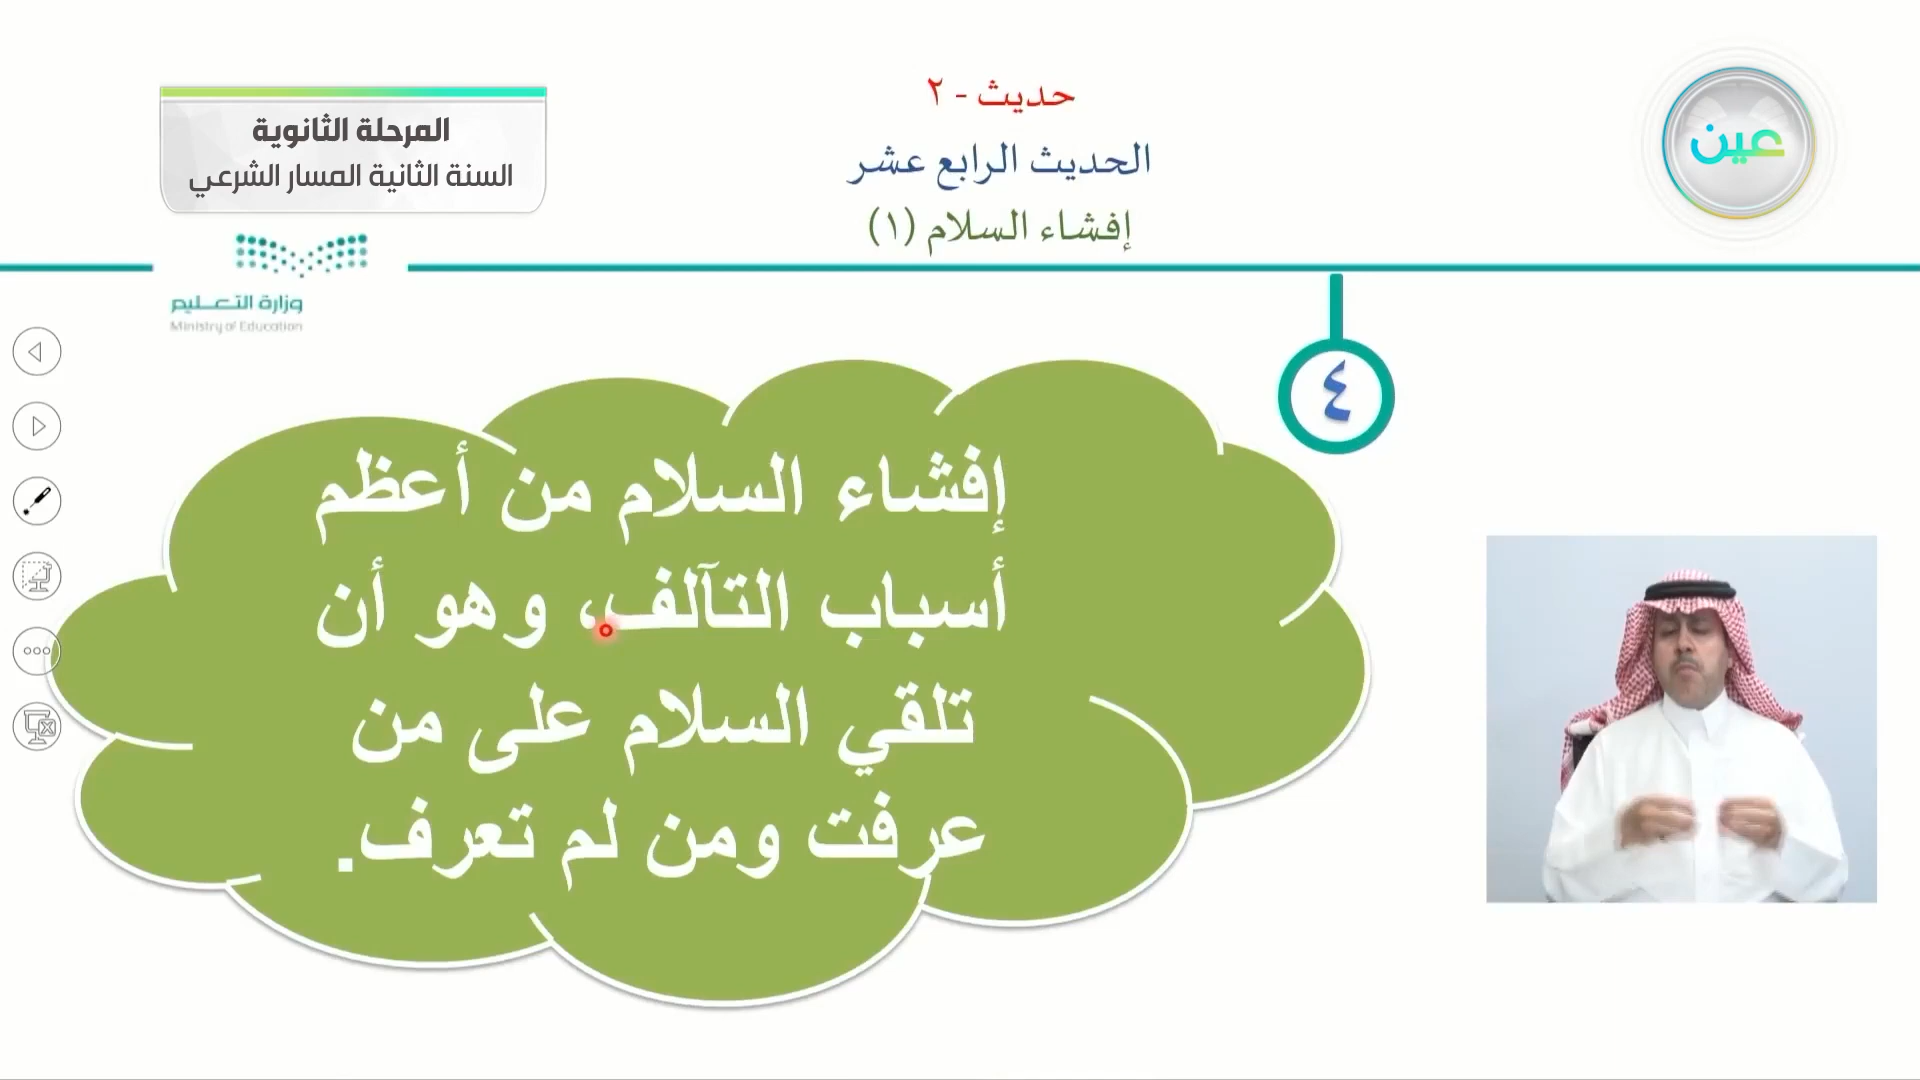 حديث - ٢
الحديث الرابع عشر
إفشاء السلام (١)
عين
المرحلة الثانوية
السنة الثانية المسار الشرعي
وزارة التعـــليم
Ministry of Education
٤
إفشاء السلام من أعظم
أسباب التآلف، وهو أن
تلقي السلام على من
عرفت ومن لم تعرف.